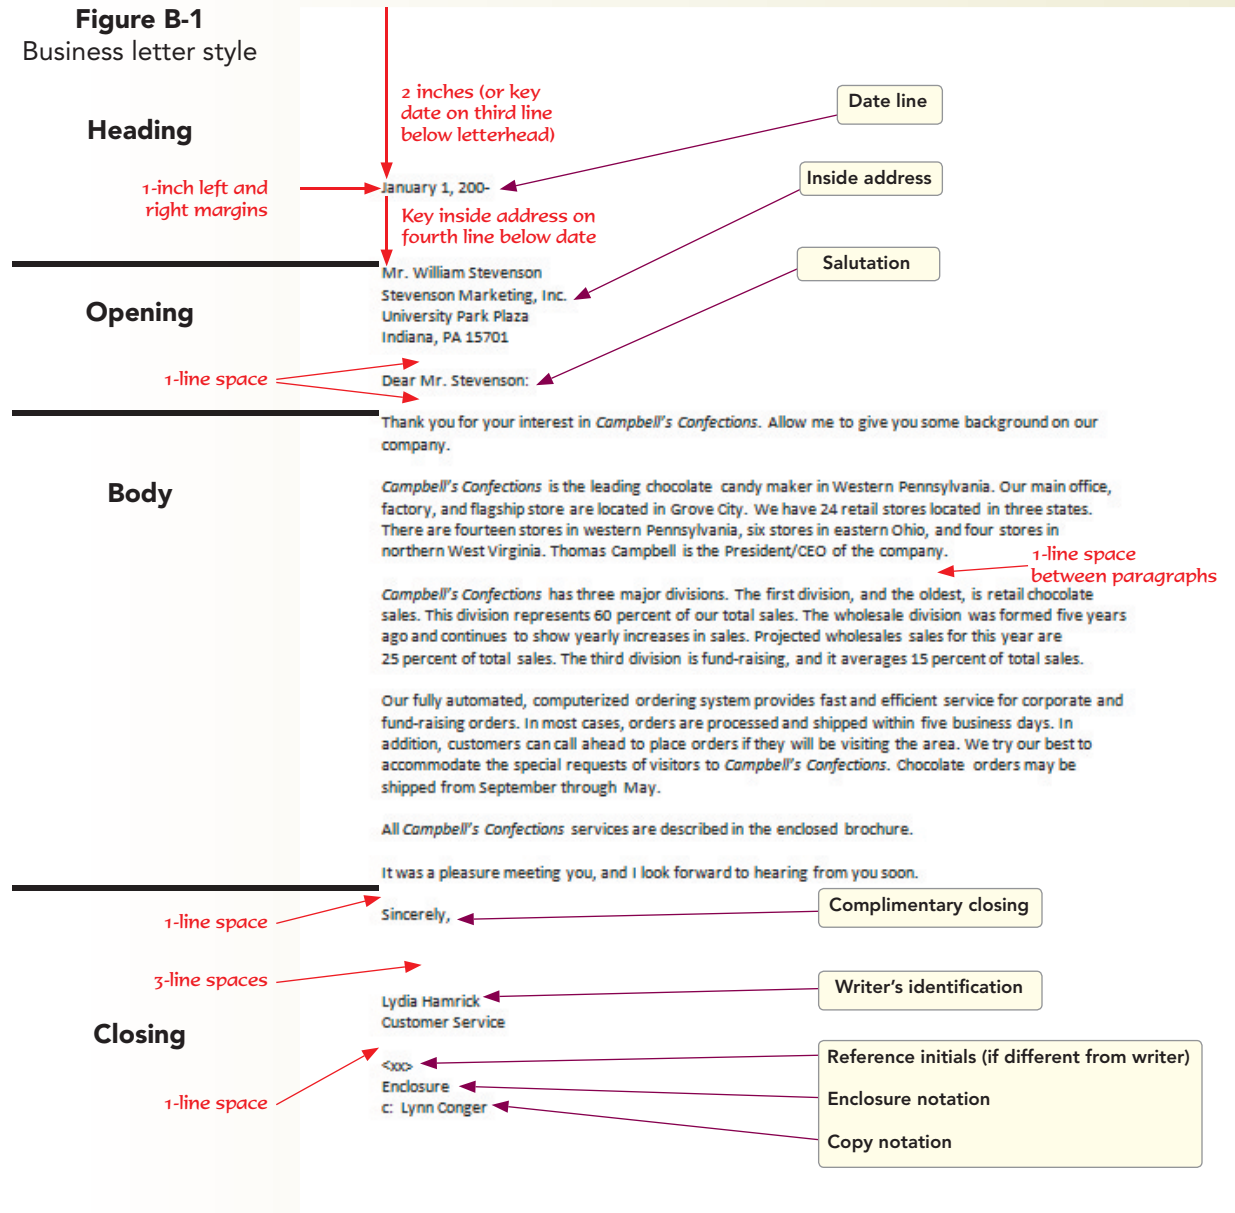 Figure B-1
Business letter style
Heading
2 inches (or key
date on third line
below letterhead)
Date line
1-inch left and
right margins
January 1, 200-
Inside address
Key inside address on
fourth line below date
Opening
Mr. William Stevenson
Stevenson Marketing, Inc.
University Park Plaza
Indiana, PA 15701
Salutation
1-line space
Dear Mr. Stevenson:
Body
Thank you for your interest in Campbell's Confections. Allow me to give you some background on our
company.
Campbell's Confections is the leading chocolate candy maker in Western Pennsylvania. Our main office,
factory, and flagship store are located in Grove City. We have 24 retail stores located in three states.
There are fourteen stores in western Pennsylvania, six stores in eastern Ohio, and four stores in
northern West Virginia. Thomas Campbell is the President/CEO of the company.
1-line space
between paragraphs
Campbell's Confections has three major divisions. The first division, and the oldest, is retail chocolate
sales. This division represents 60 percent of our total sales. The wholesale division was formed five years
ago and continues to show yearly increases in sales. Projected wholesales sales for this year are
25 percent of total sales. The third division is fund-raising, and it averages 15 percent of total sales.
Our fully automated, computerized ordering system provides fast and efficient service for corporate and
fund-raising orders. In most cases, orders are processed and shipped within five business days. In
addition, customers can call ahead to place orders if they will be visiting the area. We try our best to
accommodate the special requests of visitors to Campbell's Confections. Chocolate orders may be
shipped from September through May.
All Campbell's Confections services are described in the enclosed brochure.
It was a pleasure meeting you, and I look forward to hearing from you soon.
1-line space
Sincerely,
Complimentary closing
3-line spaces
Closing
Lydia Hamrick
Customer Service
Writer's identification
1-line space
<xx>
Enclosure
c: Lynn Conger
Reference initials (if different from writer)
Enclosure notation
Copy notation